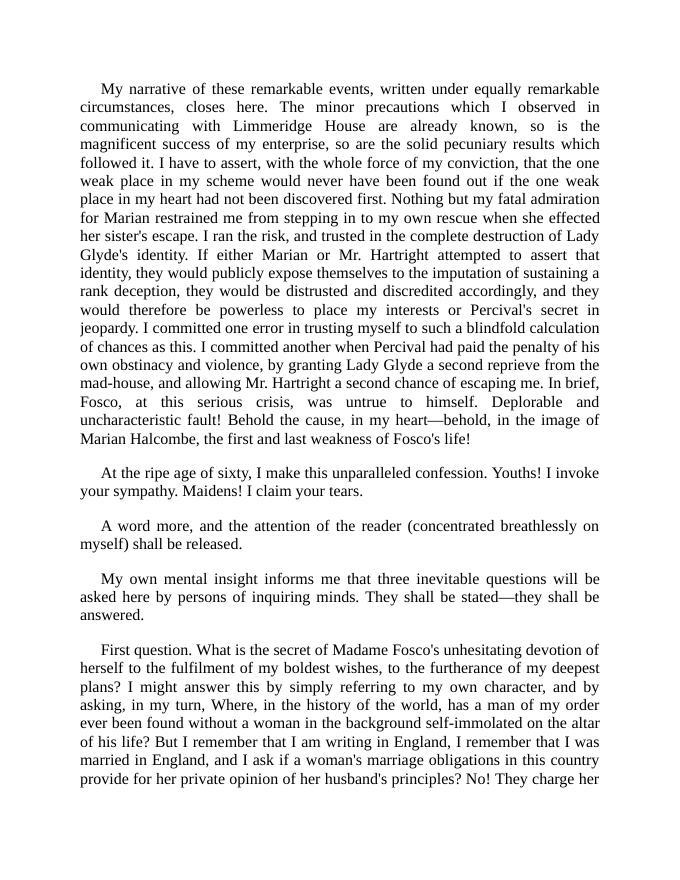 My narrative of these remarkable events, written under equally remarkable
circumstances, closes here. The minor precautions which I observed in
communicating with Limmeridge House are already known, so is the
magnificent success of my enterprise, so are the solid pecuniary results which
followed it. I have to assert, with the whole force of my conviction, that the one
weak place in my scheme would never have been found out if the one weak
place in my heart had not been discovered first. Nothing but my fatal admiration
for Marian restrained me from stepping in to my own rescue when she effected
her sister's escape. I ran the risk, and trusted in the complete destruction of Lady
Glyde's identity. If either Marian or Mr. Hartright attempted to assert that
identity, they would publicly expose themselves to the imputation of sustaining a
rank deception, they would be distrusted and discredited accordingly, and they
would therefore be powerless to place my interests or Percival's secret in
jeopardy. I committed one error in trusting myself to such a blindfold calculation
of chances as this. I committed another when Percival had paid the penalty of his
own obstinacy and violence, by granting Lady Glyde a second reprieve from the
mad-house, and allowing Mr. Hartright a second chance of escaping me. In brief,
Fosco, at this serious crisis, was untrue to himself. Deplorable and
uncharacteristic fault! Behold the cause, in my heart—behold, in the image of
Marian Halcombe, the first and last weakness of Fosco's life!
At the ripe age of sixty, I make this unparalleled confession. Youths! I invoke
your sympathy. Maidens! I claim your tears.
A word more, and the attention of the reader (concentrated breathlessly on
myself) shall be released.
My own mental insight informs me that three inevitable questions will be
asked here by persons of inquiring minds. They shall be stated—they shall be
answered.
First question. What is the secret of Madame Fosco's unhesitating devotion of
herself to the fulfilment of my boldest wishes, to the furtherance of my deepest
plans? I might answer this by simply referring to my own character, and by
asking, in my turn, Where, in the history of the world, has a man of my order
ever been found without a woman in the background self-immolated on the altar
of his life? But I remember that I am writing in England, I remember that I was
married in England, and I ask if a woman's marriage obligations in this country
provide for her private opinion of her husband's principles? No! They charge her